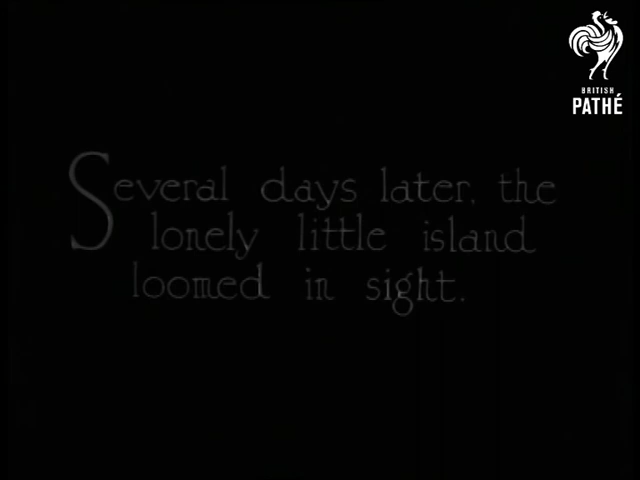 BRITISH
PATHÉ
Several days later, the
lonely little island
loomed in sight.